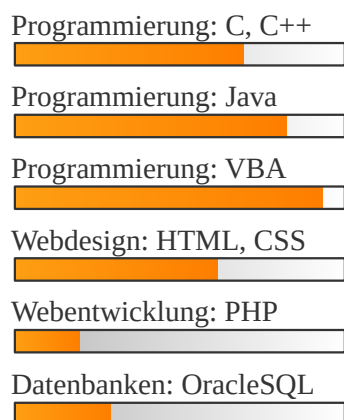 Programmierung: C, C++
Programmierung: Java
Programmierung: VBA
Webdesign: HTML, CSS
Webentwicklung: PHP
Datenbanken: OracleSQL